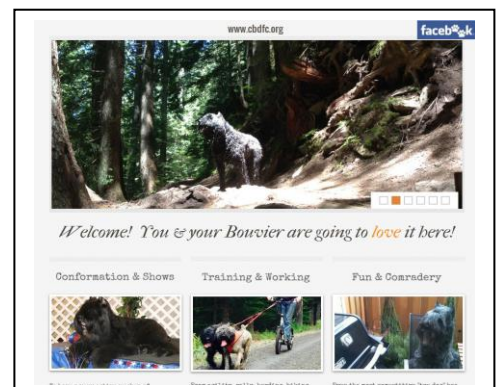 www.cbdfc.org
facebook
Welcome! You & your Bouvier are going to love it here!
Conformation & Shows
Training & Working
Fun & Comradery